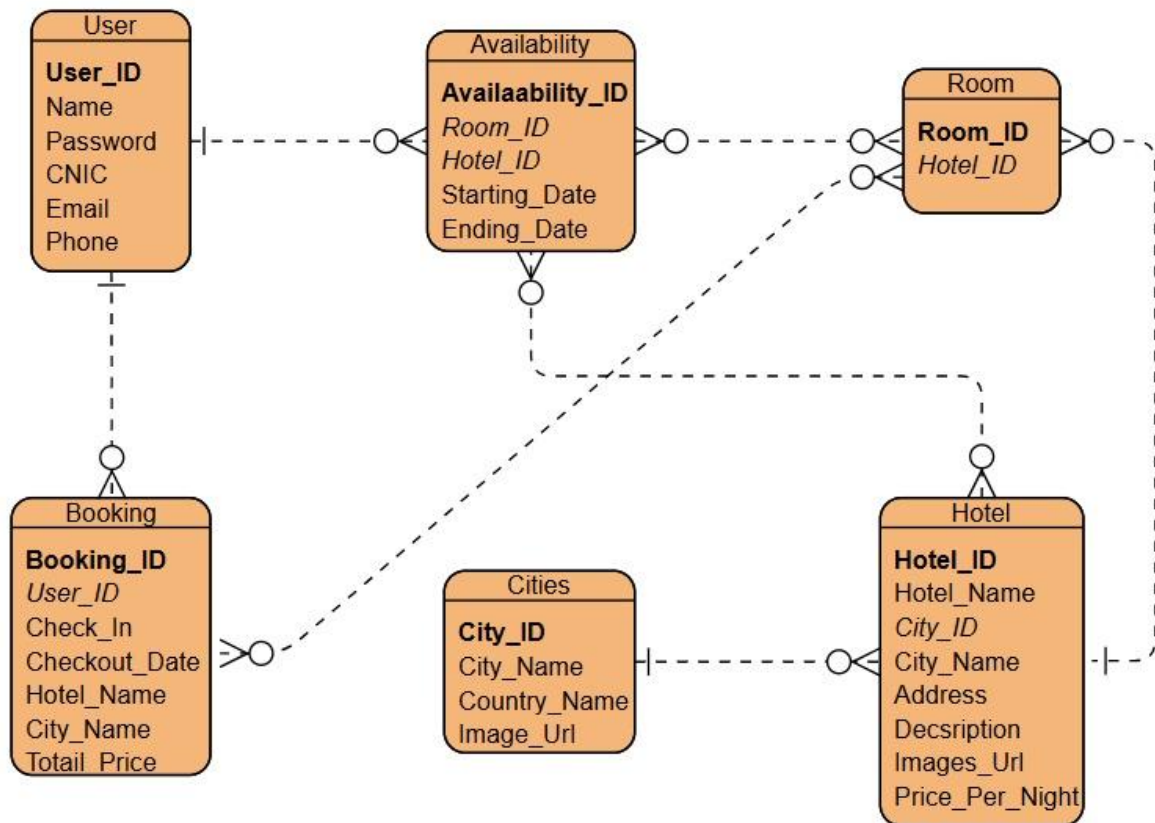 User
User_ID
Name
Password
CNIC
Email
Phone
Availability
Availaability_ID
Room_ID
Hotel_ID
Starting_Date
Ending_Date
Room
Room_ID
Hotel_ID
Booking
Booking_ID
User_ID
Check_In
Checkout_Date
Hotel_Name
City_Name
Totail_Price
Cities
City_ID
City_Name
Country_Name
Image_Url
Hotel
Hotel_ID
Hotel_Name
City_ID
City_Name
Address
Decsription
Images_Url
Price_Per_Night